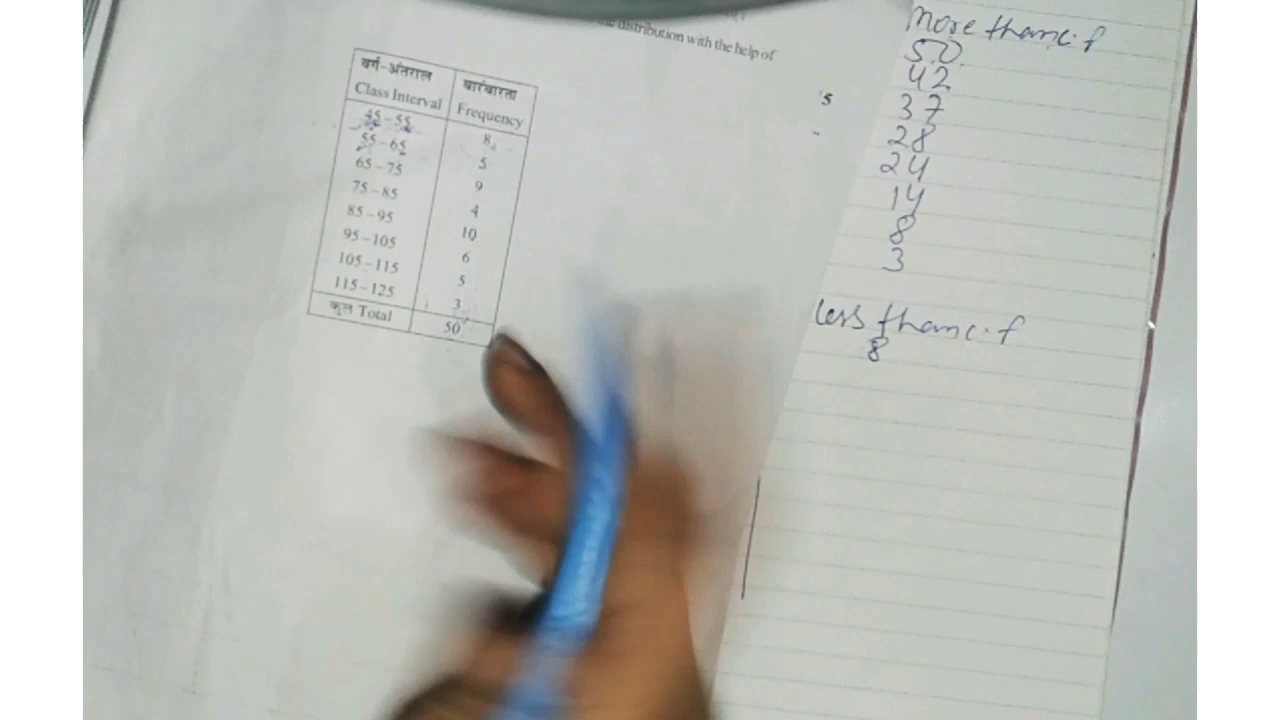 distribution with the help of
वर्ग-अंतराल बारंबारता
Class Interval Frequency
45-55 8
55-65 5
65-75 9
75-85 4
85-95 10
95-105 6
105-115 5
115-125 3
कुल Total 50
More than c.f
50
42
37
28
24
14
8
3
less than c.f
8